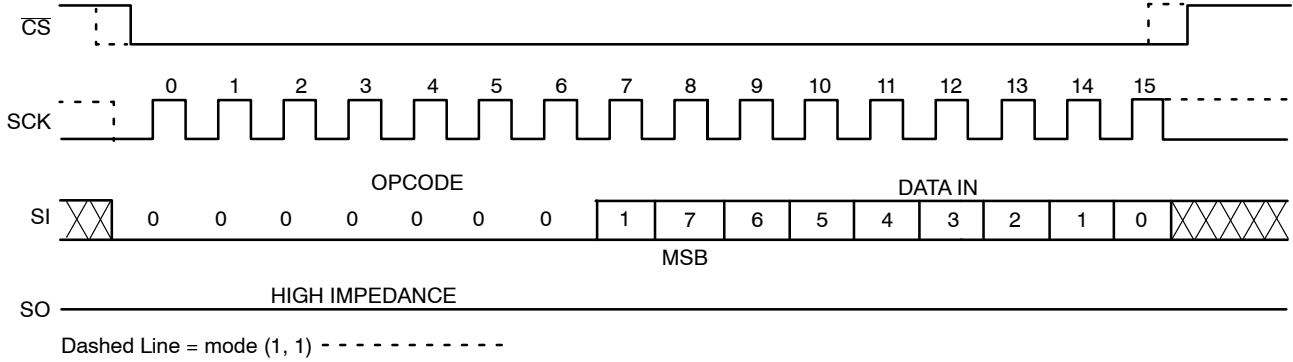 CS
SCK
0 1 2 3 4 5 6 7 8 9 10 11 12 13 14 15
OPCODE
DATA IN
SI
0 0 0 0 0 0 0 1 7 6 5 4 3 2 1 0
MSB
HIGH IMPEDANCE
SO
Dashed Line = mode (1, 1)